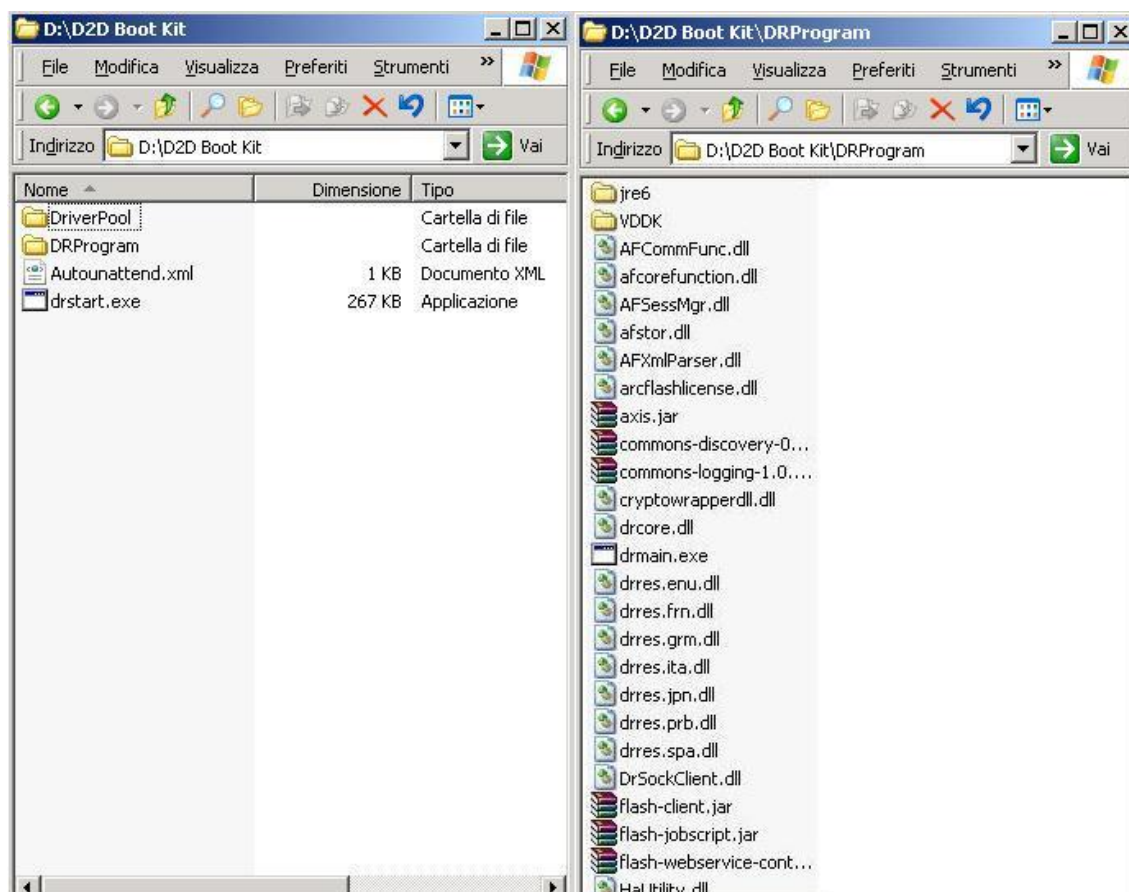 D:\D2D Boot Kit
File Modifica Visualizza Preferiti Strumenti »
Indirizzo D:\D2D Boot Kit Vai
Nome Dimensione Tipo
DriverPool Cartella di file
DRProgram Cartella di file
Autounattend.xml 1 KB Documento XML
drstart.exe 267 KB Applicazione
D:\D2D Boot Kit\DRProgram
File Modifica Visualizza Preferiti Strumenti »
Indirizzo D:\D2D Boot Kit\DRProgram Vai
jre6
VDDK
AFCommFunc.dll
afcorefunction.dll
AFSessMgr.dll
afstor.dll
AFXmlParser.dll
arcflashlicense.dll
axis.jar
commons-discovery-0...
commons-logging-1.0....
cryptowrapperdll.dll
drcore.dll
drmain.exe
drres.enu.dll
drres.frn.dll
drres.grm.dll
drres.ita.dll
drres.jpn.dll
drres.prb.dll
drres.spa.dll
DrSockClient.dll
flash-client.jar
flash-jobscript.jar
flash-webservice-cont...
HaUtility.dll